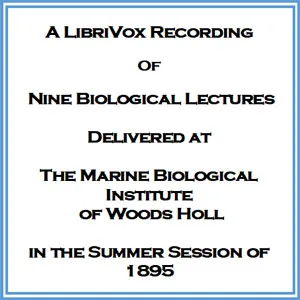 A LibriVox Recording
Of
Nine Biological Lectures
Delivered at
The Marine Biological
Institute
of Woods Holl
in the Summer Session of
1895